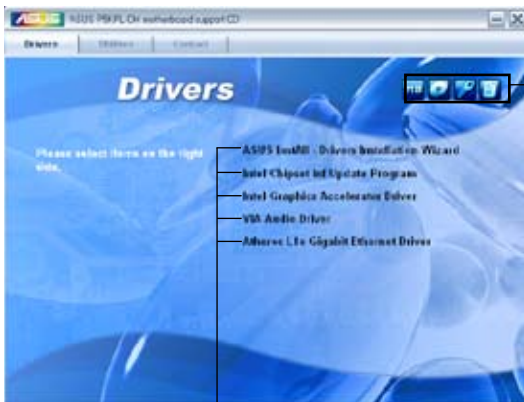 ASUS P5KPL-CM motherboard support CD
Drivers
Utilities
Contact
Drivers
Please select items on the right
side.
ASUS InstAll - Drivers Installation Wizard
Intel Chipset Inf Update Program
Intel Graphics Accelerator Driver
VIA Audio Driver
Atheros L1e Gigabit Ethernet Driver